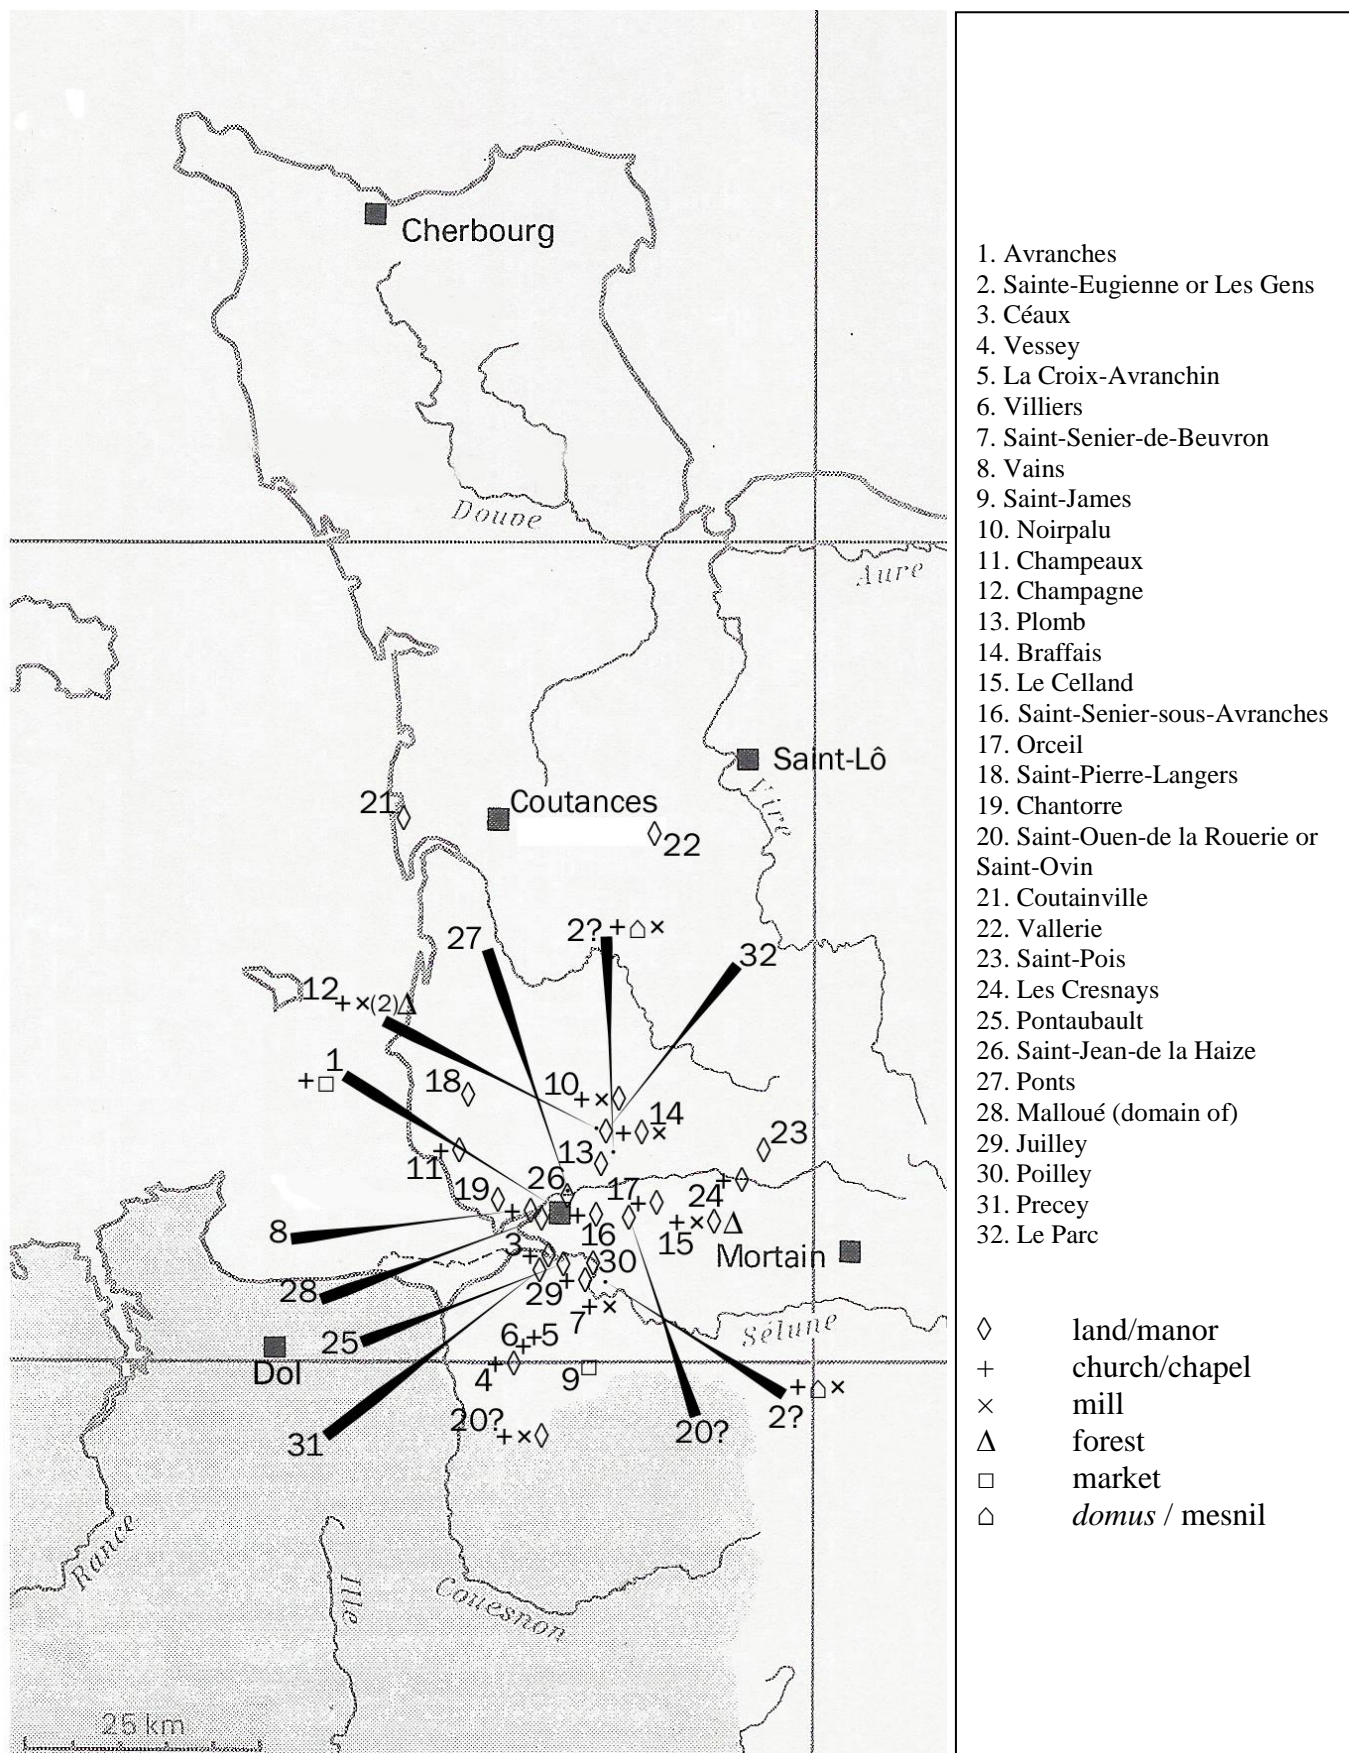 Cherbourg
Douve
Aure
Saint-Lô
Vire
Coutances
21
22
27
2? + ⌂ ×
32
12 + × (2) Δ
1
+ □
18
10 + ×
14
+ ×
23
13
11 +
26
19
+
17
+
24 +
16
+
15 + ×
Δ
Mortain
8
3 +
30
28
29 +
7 + ×
Sélune
25
6 + + 5
Dol
4 +
9 □
2? + ⌂ ×
20? + ×
20?
31
Rance
Ille
Couesnon
25 km
1. Avranches
2. Sainte-Eugienne or Les Gens
3. Céaux
4. Vessey
5. La Croix-Avranchin
6. Villiers
7. Saint-Senier-de-Beuvron
8. Vains
9. Saint-James
10. Noirpalu
11. Champeaux
12. Champagne
13. Plomb
14. Braffais
15. Le Celland
16. Saint-Senier-sous-Avranches
17. Orceil
18. Saint-Pierre-Langers
19. Chantorre
20. Saint-Ouen-de la Rouerie or
Saint-Ovin
21. Coutainville
22. Vallerie
23. Saint-Pois
24. Les Cresnays
25. Pontaubault
26. Saint-Jean-de la Haize
27. Ponts
28. Malloué (domain of)
29. Juilley
30. Poilley
31. Precey
32. Le Parc
◊ land/manor
+ church/chapel
× mill
Δ forest
□ market
⌂ domus / mesnil